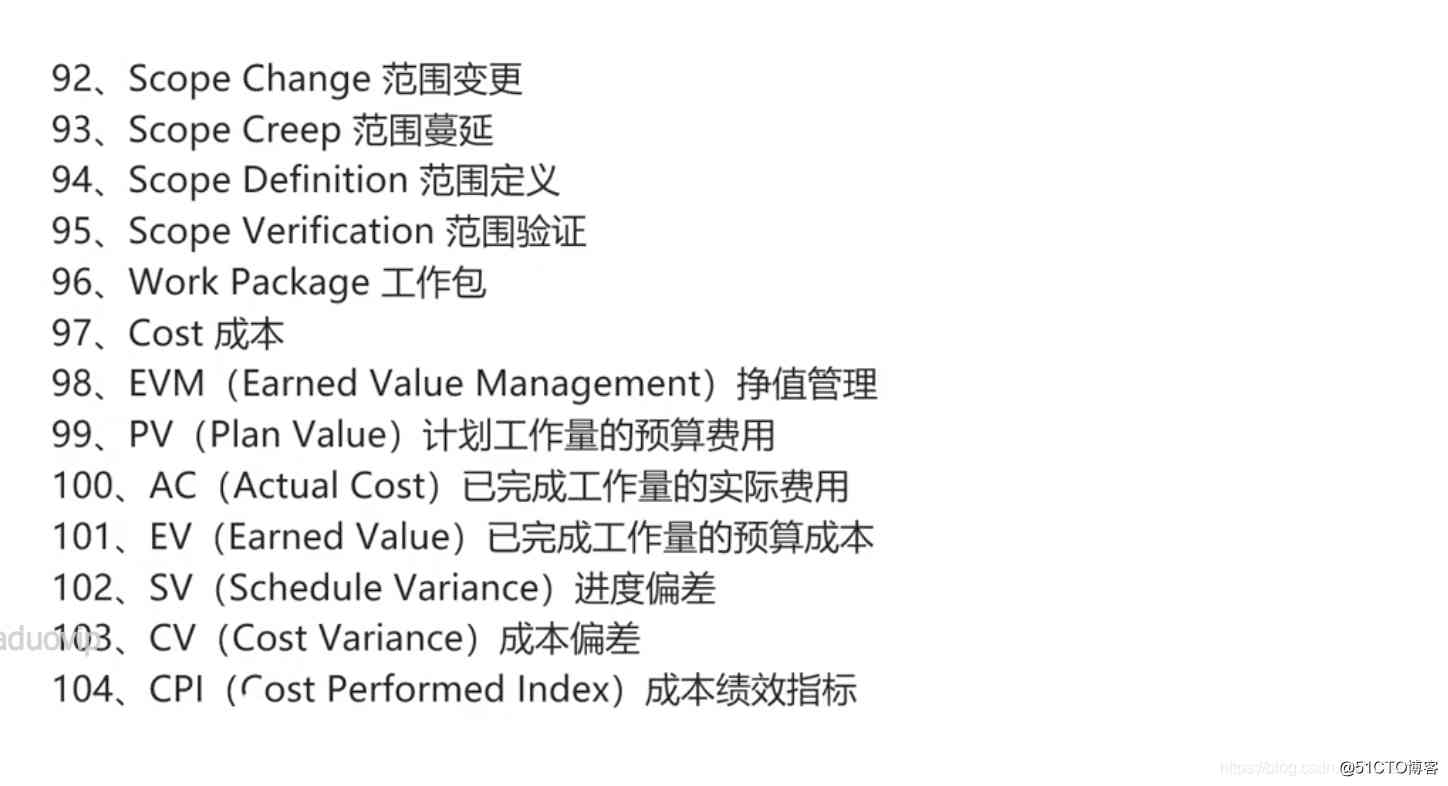 92、Scope Change 范围变更
93、Scope Creep 范围蔓延
94、Scope Definition 范围定义
95、Scope Verification 范围验证
96、Work Package 工作包
97、Cost 成本
98、EVM（Earned Value Management）挣值管理
99、PV（Plan Value）计划工作量的预算费用
100、AC（Actual Cost）已完成工作量的实际费用
101、EV（Earned Value）已完成工作量的预算成本
102、SV（Schedule Variance）进度偏差
aduovip
103、CV（Cost Variance）成本偏差
104、CPI（Cost Performed Index）成本绩效指标
@51CTO博客